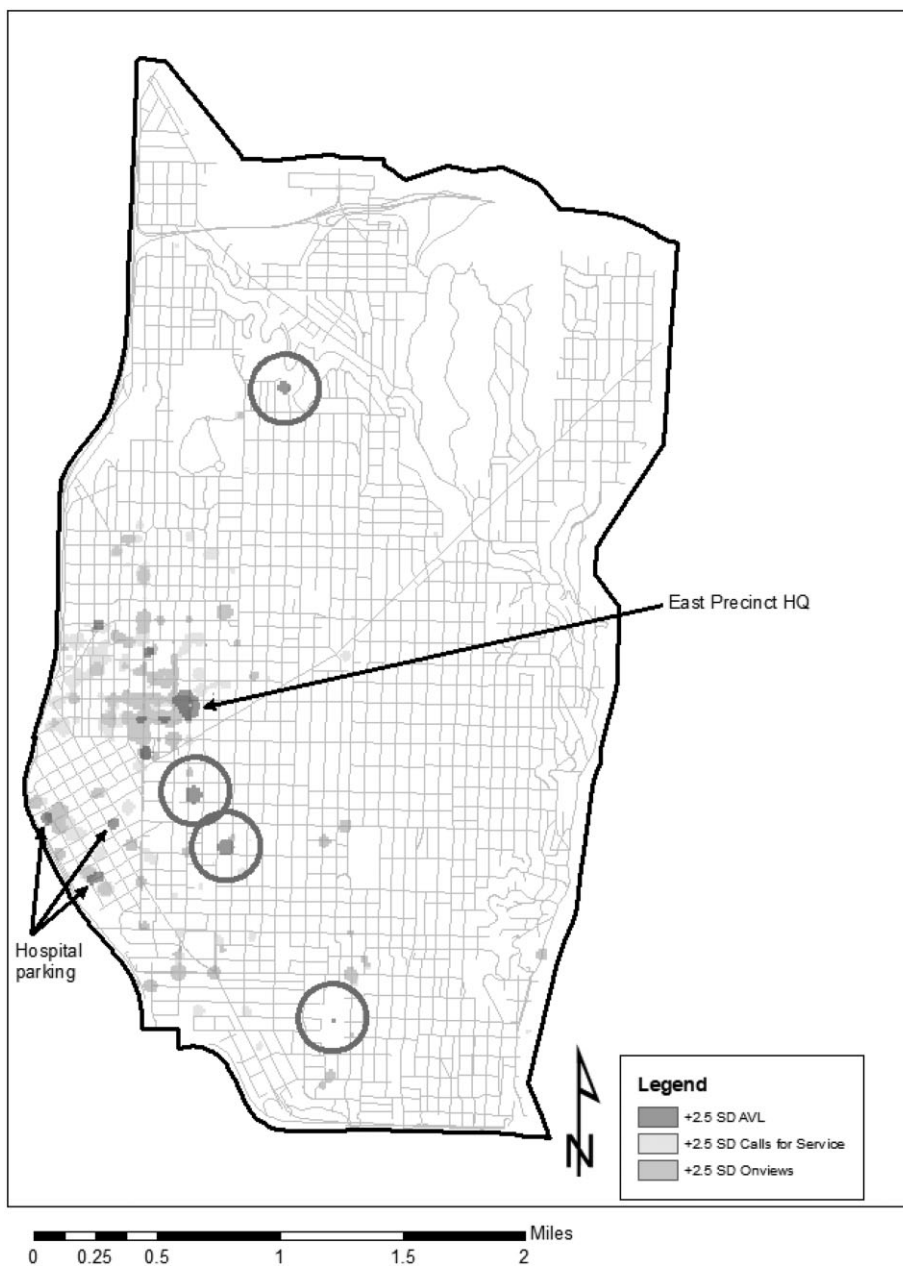 East Precinct HQ
Hospital
parking
N
Legend
+2.5 SD AVL
+2.5 SD Calls for Service
+2.5 SD Onviews
Miles
0 0.25 0.5 1 1.5 2